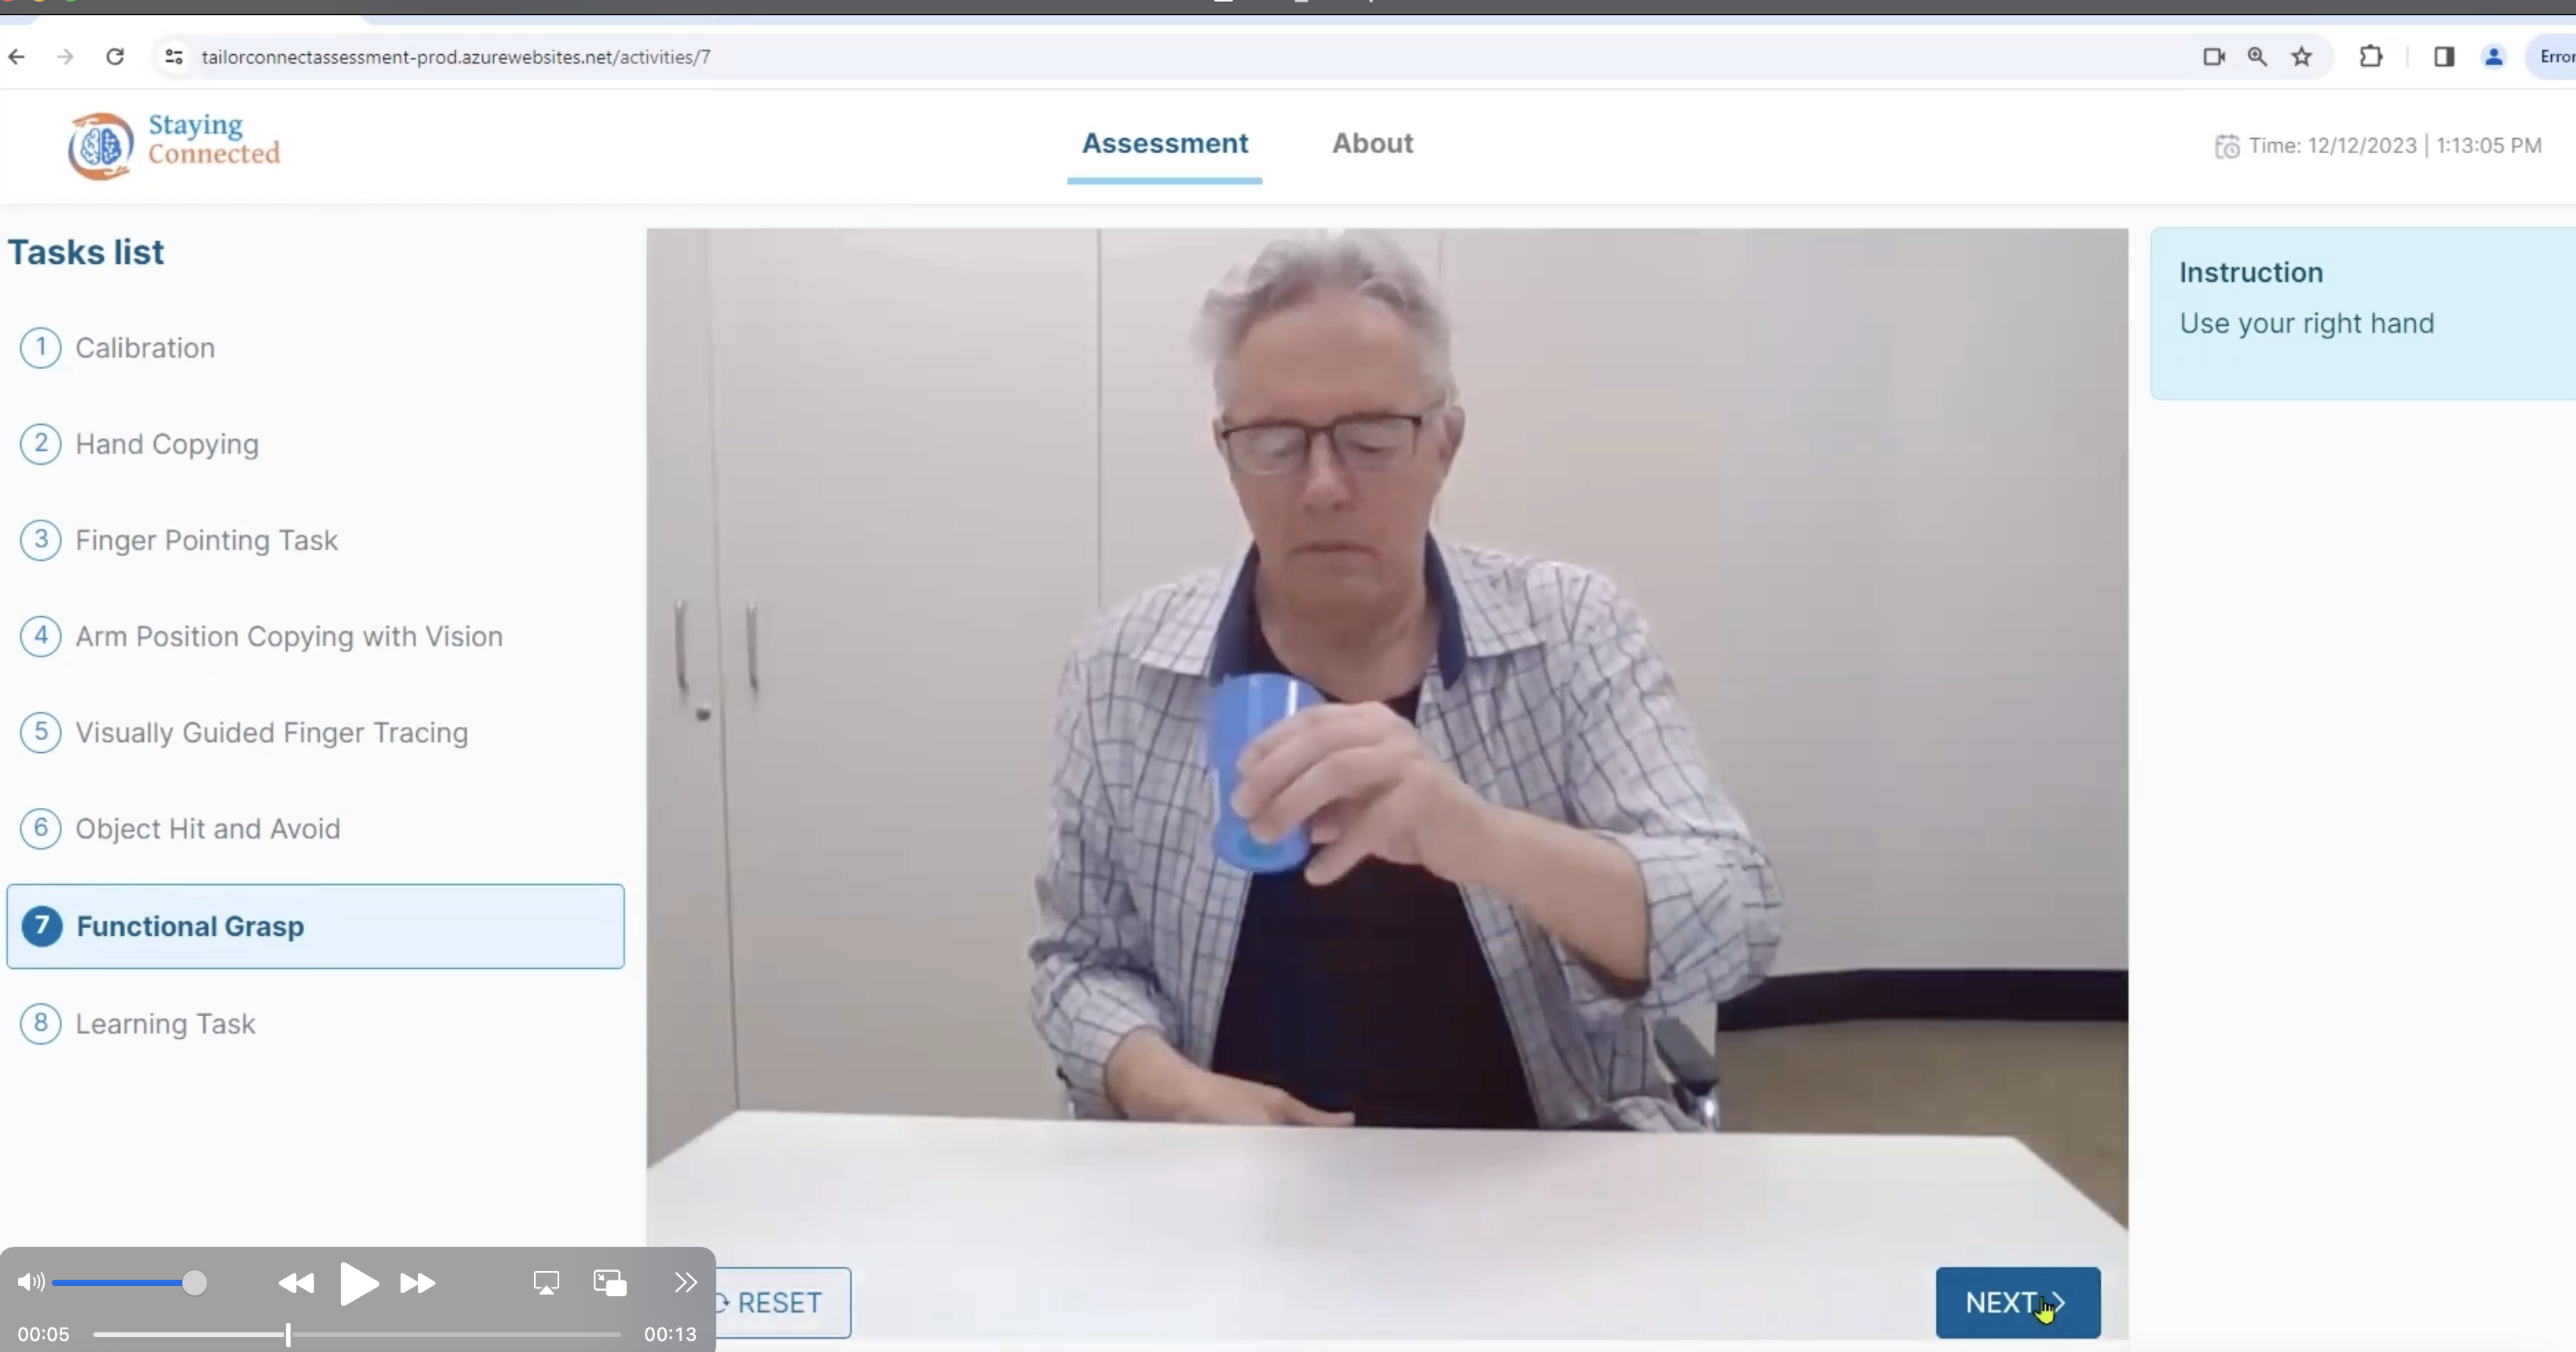 tailorconnectassessment-prod.azurewebsites.net/activities/7
Staying
Connected
Assessment
About
Time: 12/12/2023 | 1:13:05 PM
Tasks list
1 Calibration
2 Hand Copying
3 Finger Pointing Task
4 Arm Position Copying with Vision
5 Visually Guided Finger Tracing
6 Object Hit and Avoid
7 Functional Grasp
8 Learning Task
Instruction
Use your right hand
RESET
NEXT
00:05
00:13